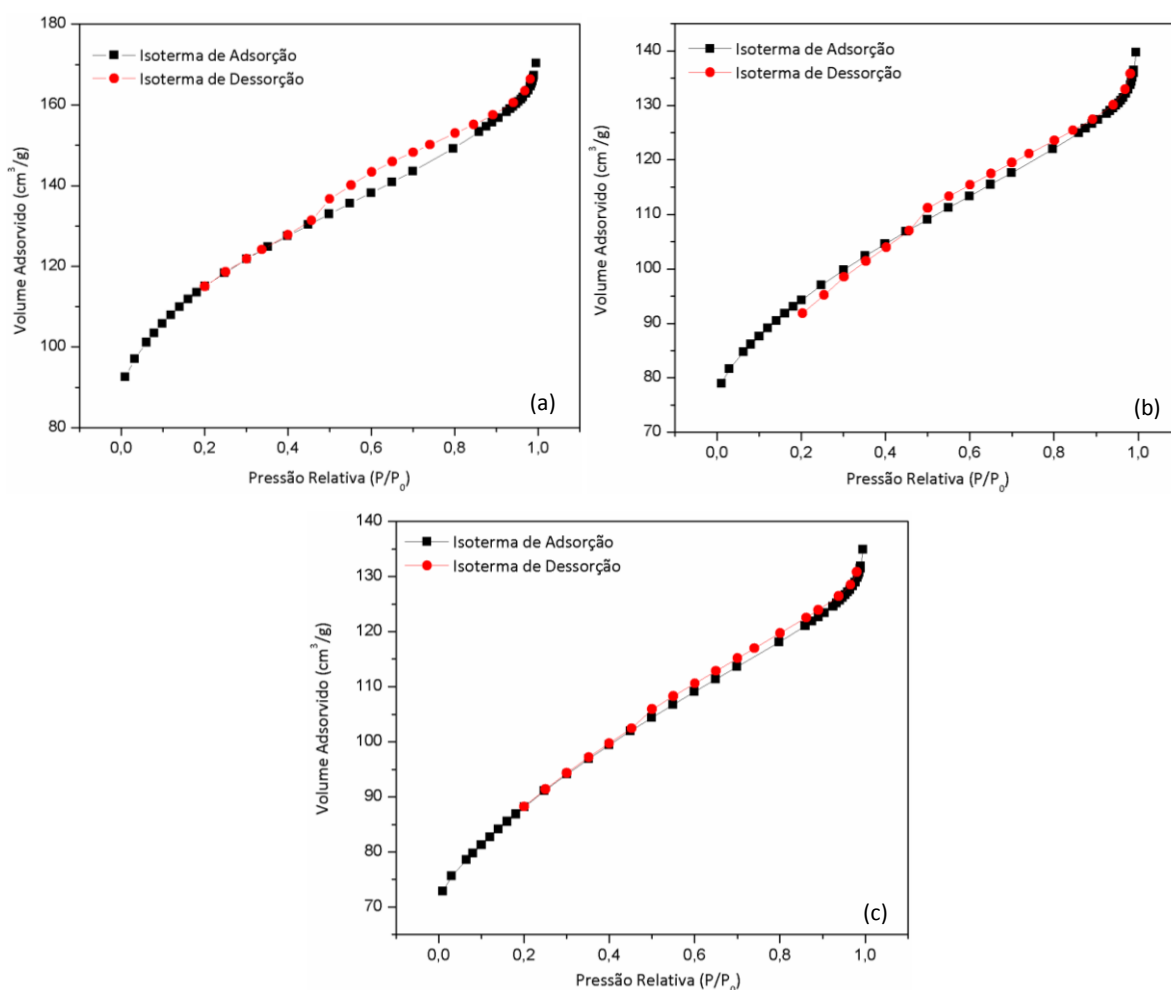 180
160
140
120
100
80
Volume Adsorvido (cm³/g)
Isoterma de Adsorção
Isoterma de Dessorção
(a)
0,0 0,2 0,4 0,6 0,8 1,0
Pressão Relativa (P/P₀)
140
130
120
110
100
90
80
70
Volume Adsorvido (cm³/g)
Isoterma de Adsorção
Isoterma de Dessorção
(b)
0,0 0,2 0,4 0,6 0,8 1,0
Pressão Relativa (P/P₀)
140
130
120
110
100
90
80
70
Volume Adsorvido (cm³/g)
Isoterma de Adsorção
Isoterma de Dessorção
(c)
0,0 0,2 0,4 0,6 0,8 1,0
Pressão Relativa (P/P₀)